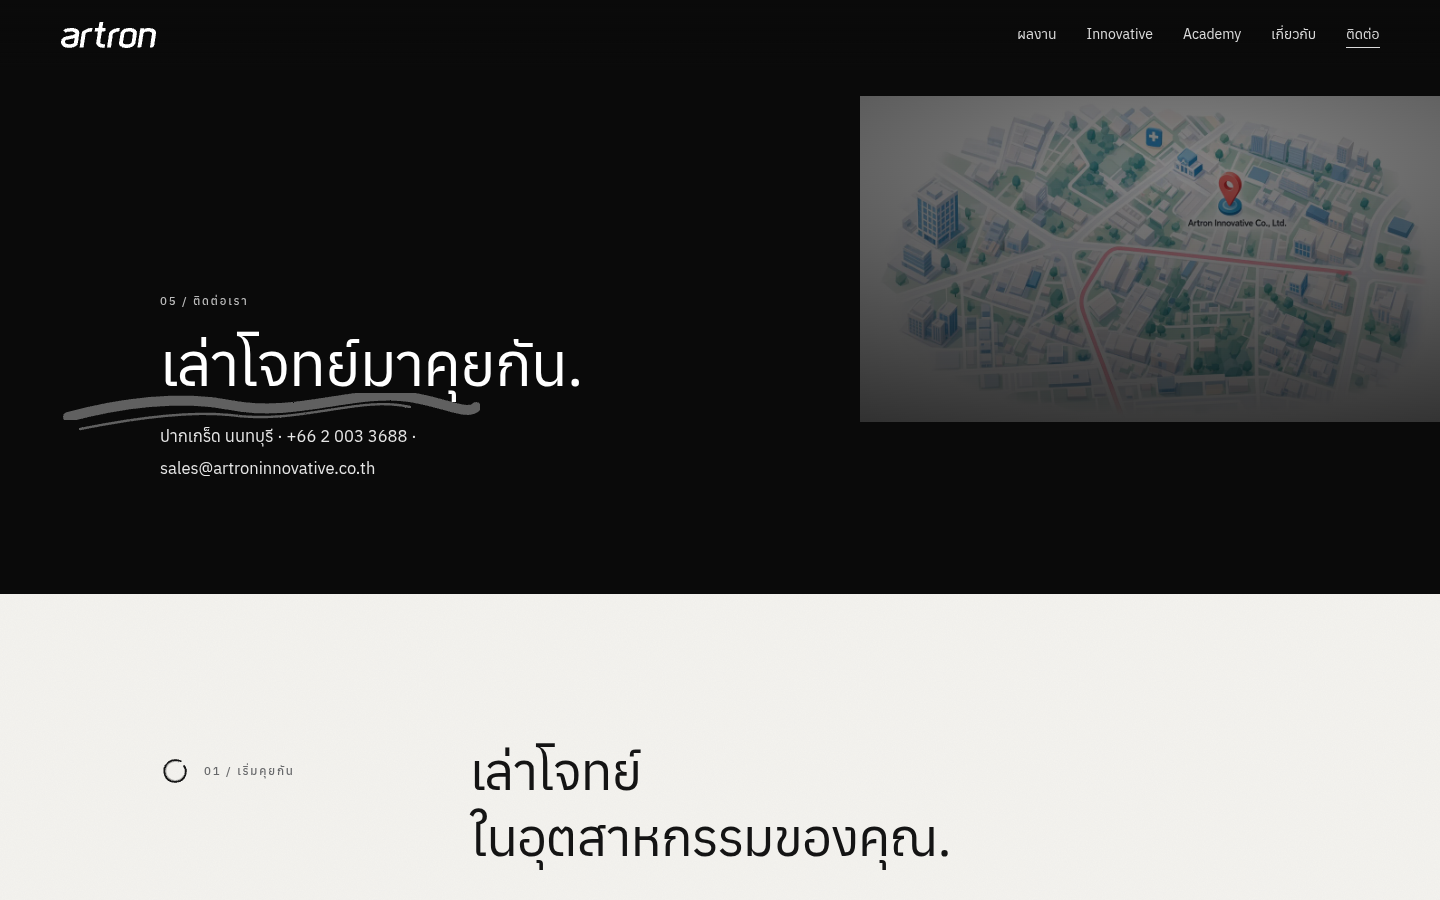 artron
ผลงาน Innovative Academy เกี่ยวกับ ติดต่อ
Artron Innovative Co., Ltd.
05 / ติดต่อเรา
เล่าโจทย์มาคุยกัน.
ปากเกร็ด นนทบุรี · +66 2 003 3688 ·
sales@artroninnovative.co.th
01 / เริ่มคุยกัน
เล่าโจทย์
ในอุตสาหกรรมของคุณ.